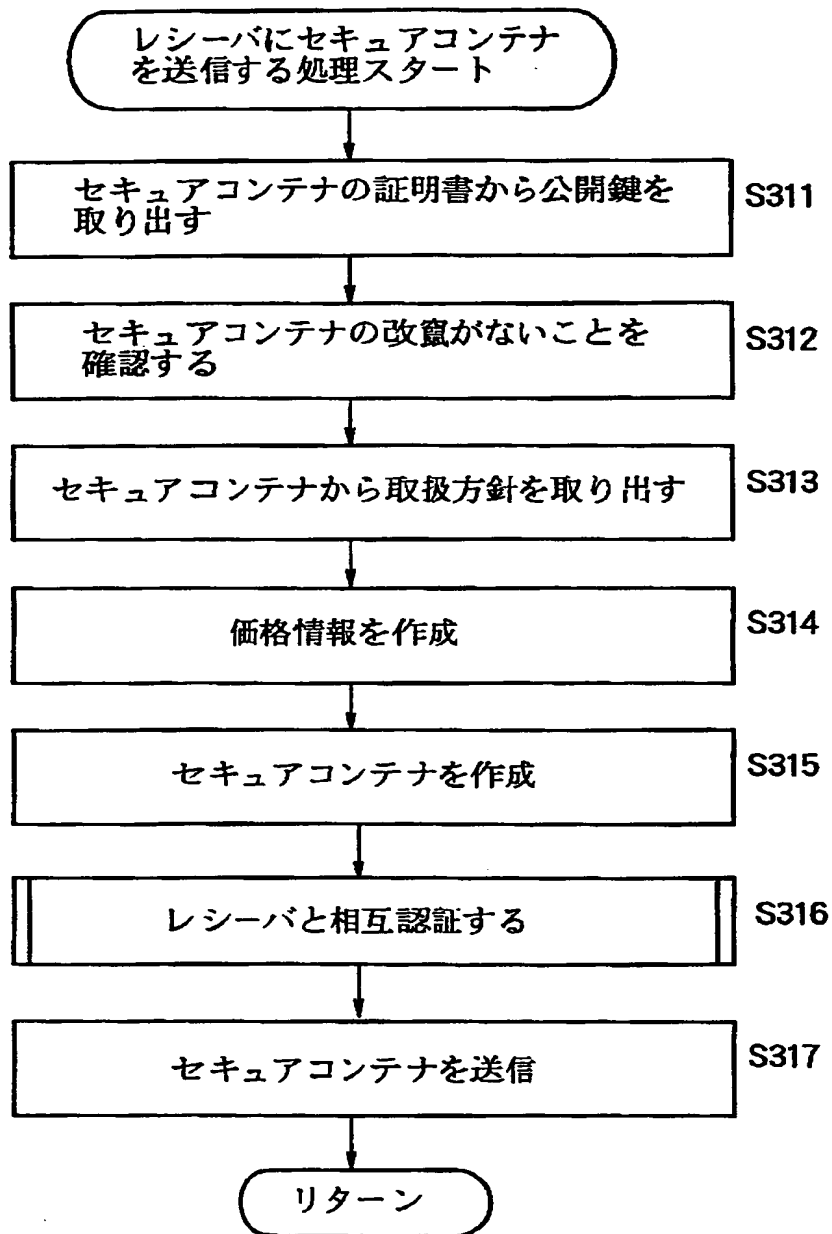 レシーバにセキュアコンテナ
を送信する処理スタート
セキュアコンテナの証明書から公開鍵を
取り出す
S311
セキュアコンテナの改竄がないことを
確認する
S312
セキュアコンテナから取扱方針を取り出す
S313
価格情報を作成
S314
セキュアコンテナを作成
S315
レシーバと相互認証する
S316
セキュアコンテナを送信
S317
リターン